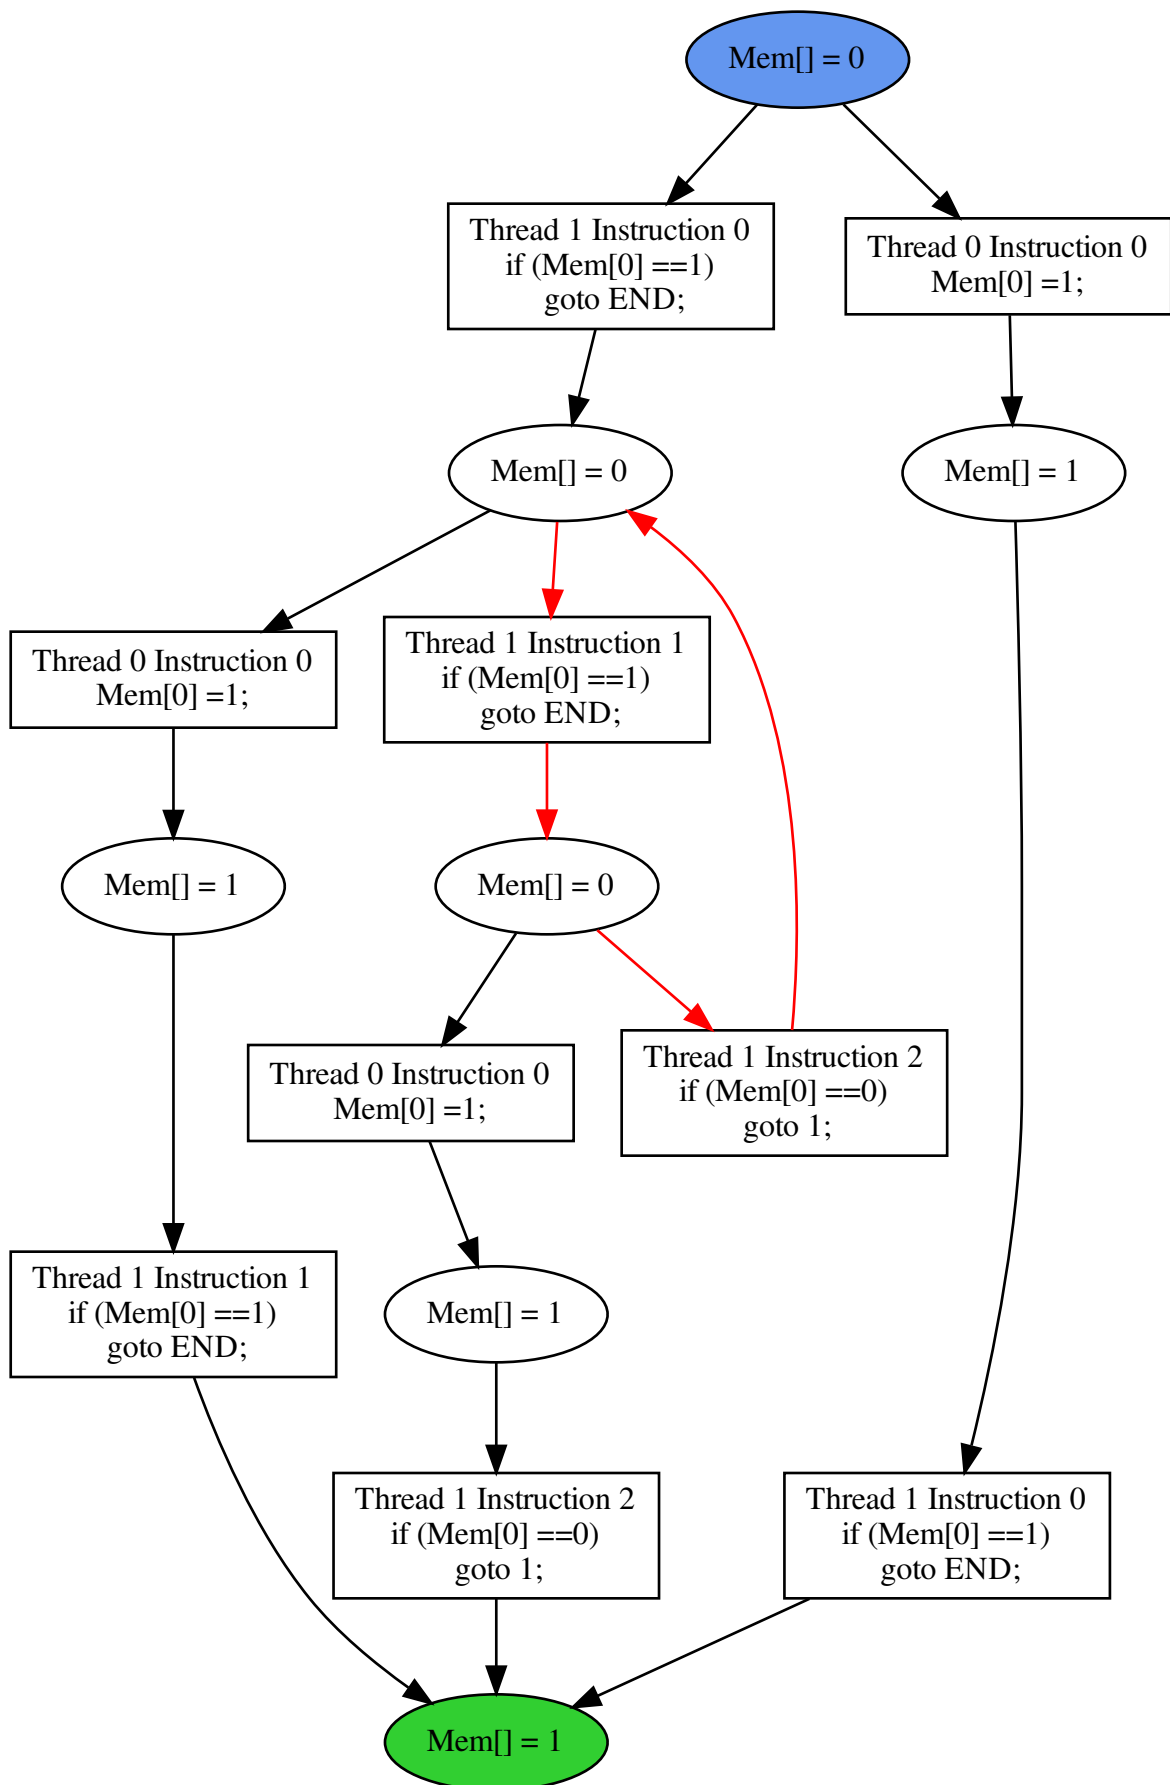 Mem[] = 0
Thread 1 Instruction 0
if (Mem[0] ==1)
goto END;
Thread 0 Instruction 0
Mem[0] =1;
Mem[] = 0
Mem[] = 1
Thread 0 Instruction 0
Mem[0] =1;
Thread 1 Instruction 1
if (Mem[0] ==1)
goto END;
Mem[] = 1
Mem[] = 0
Thread 0 Instruction 0
Mem[0] =1;
Thread 1 Instruction 2
if (Mem[0] ==0)
goto 1;
Thread 1 Instruction 1
if (Mem[0] ==1)
goto END;
Mem[] = 1
Thread 1 Instruction 2
if (Mem[0] ==0)
goto 1;
Thread 1 Instruction 0
if (Mem[0] ==1)
goto END;
Mem[] = 1